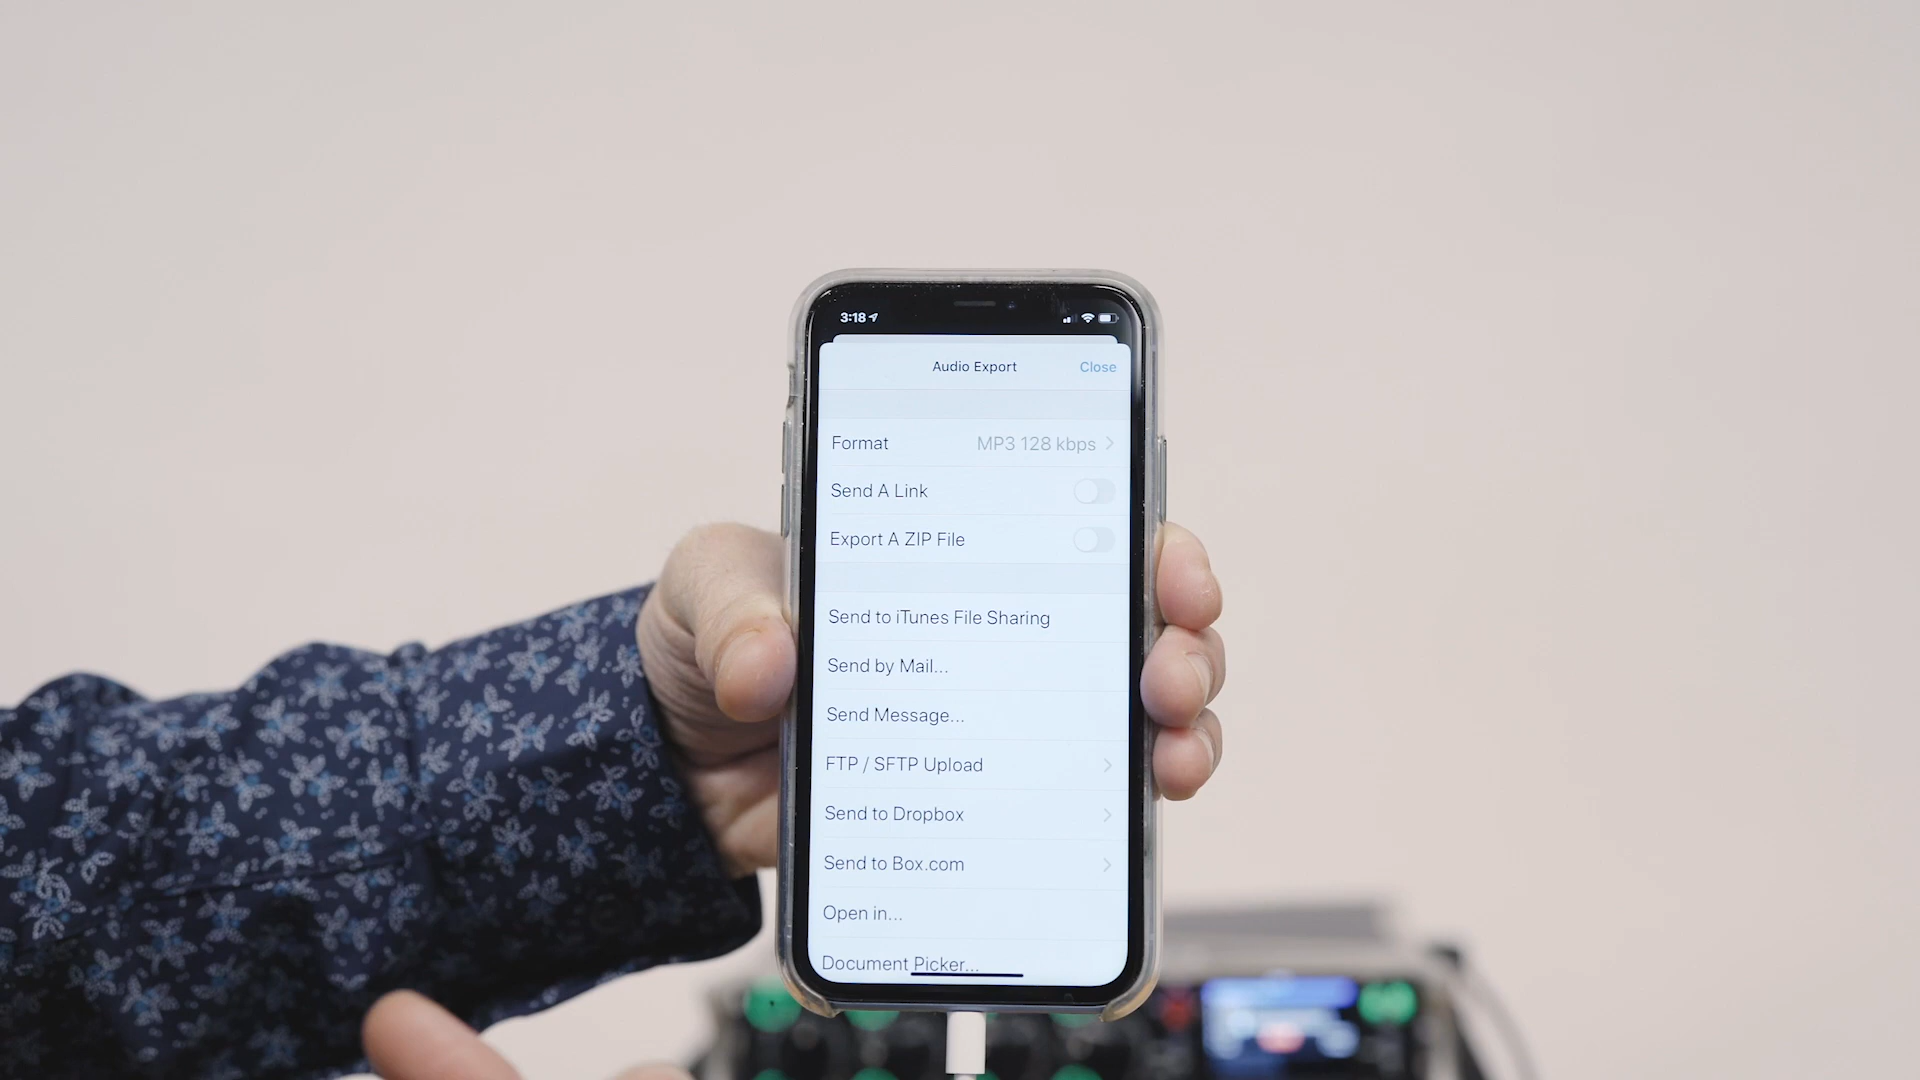 3:18
Audio Export Close
Format MP3 128 kbps
Send A Link
Export A ZIP File
Send to iTunes File Sharing
Send by Mail...
Send Message...
FTP / SFTP Upload
Send to Dropbox
Send to Box.com
Open in...
Document Picker...